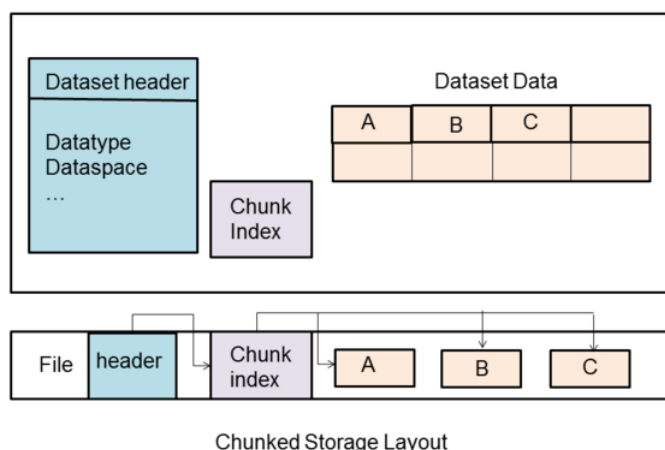 Dataset header
Datatype
Dataspace
…
Chunk
Index
Dataset Data
A B C
File header Chunk
index A B C
Chunked Storage Layout